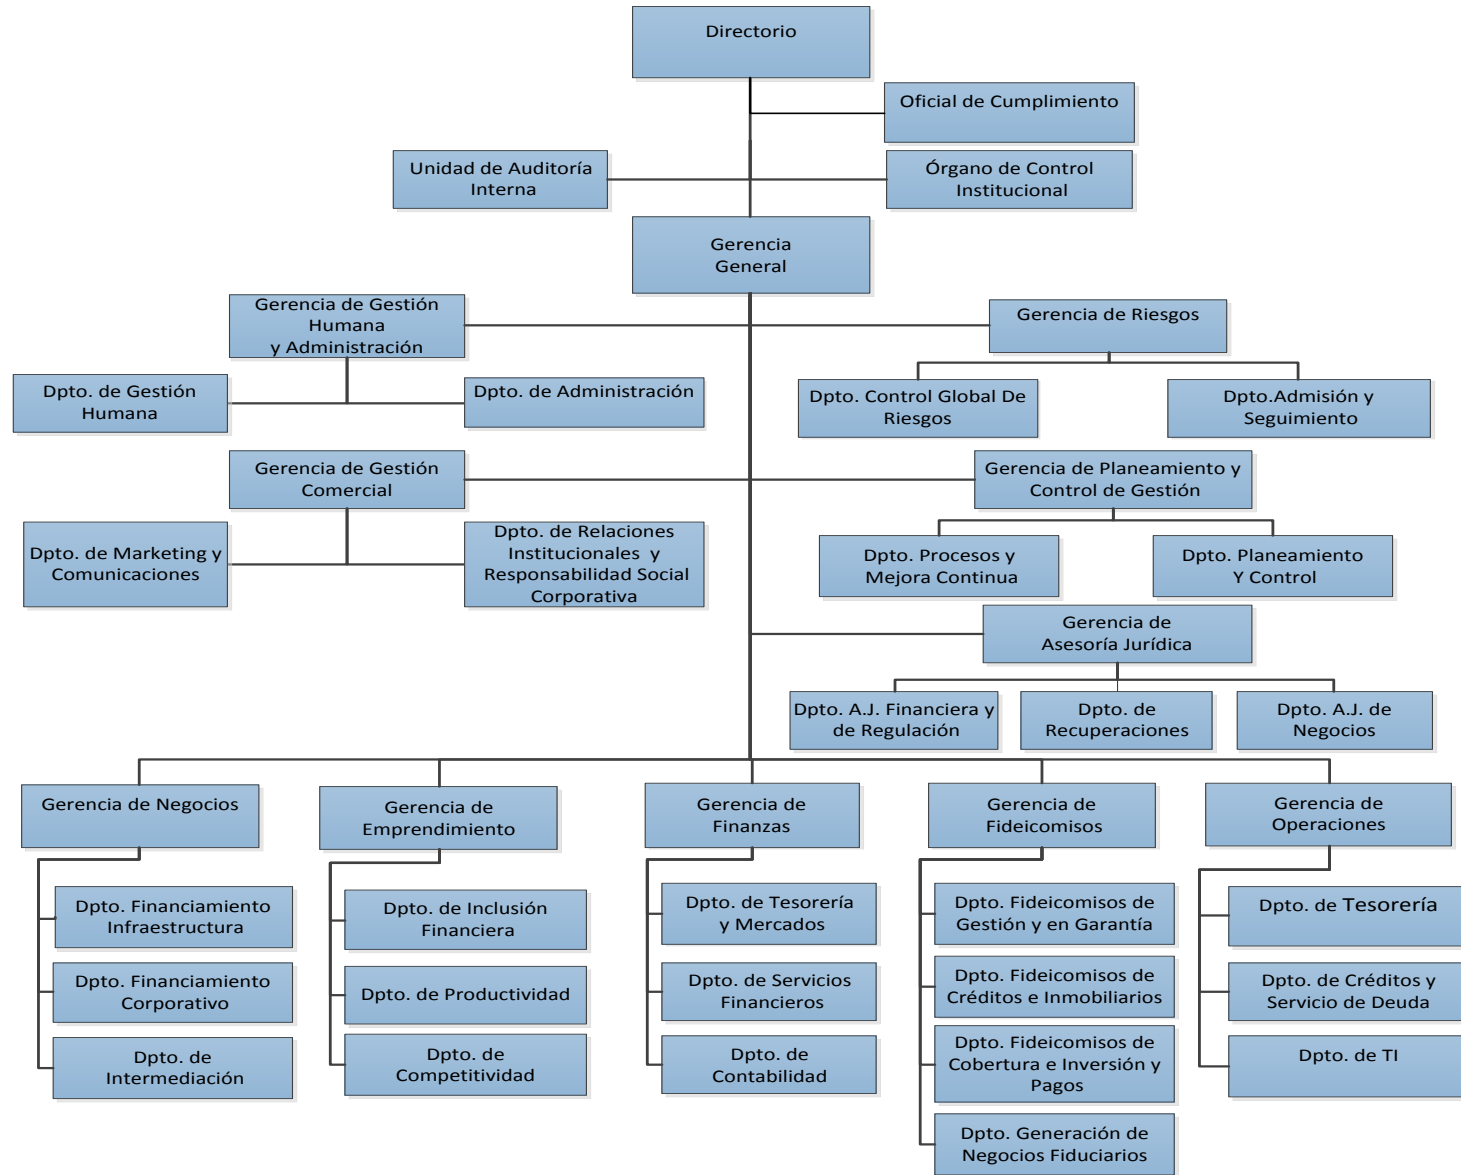 Directorio
Oficial de Cumplimiento
Unidad de Auditoría
Interna
Órgano de Control
Institucional
Gerencia
General
Gerencia de Gestión
Humana
y Administración
Gerencia de Riesgos
Dpto. de Gestión
Humana
Dpto. de Administración
Dpto. Control Global De
Riesgos
Dpto.Admisión y
Seguimiento
Gerencia de Gestión
Comercial
Gerencia de Planeamiento y
Control de Gestión
Dpto. de Marketing y
Comunicaciones
Dpto. de Relaciones
Institucionales y
Responsabilidad Social
Corporativa
Dpto. Procesos y
Mejora Continua
Dpto. Planeamiento
Y Control
Gerencia de
Asesoría Jurídica
Dpto. A.J. Financiera y
de Regulación
Dpto. de
Recuperaciones
Dpto. A.J. de
Negocios
Gerencia de Negocios
Gerencia de
Emprendimiento
Gerencia de
Finanzas
Gerencia de
Fideicomisos
Gerencia de
Operaciones
Dpto. Financiamiento
Infraestructura
Dpto. de Inclusión
Financiera
Dpto. de Tesorería
y Mercados
Dpto. Fideicomisos de
Gestión y en Garantía
Dpto. de Tesorería
Dpto. Financiamiento
Corporativo
Dpto. de Productividad
Dpto. de Servicios
Financieros
Dpto. Fideicomisos de
Créditos e Inmobiliarios
Dpto. de Créditos y
Servicio de Deuda
Dpto. de
Intermediación
Dpto. de
Competitividad
Dpto. de
Contabilidad
Dpto. Fideicomisos de
Cobertura e Inversión y
Pagos
Dpto. de TI
Dpto. Generación de
Negocios Fiduciarios